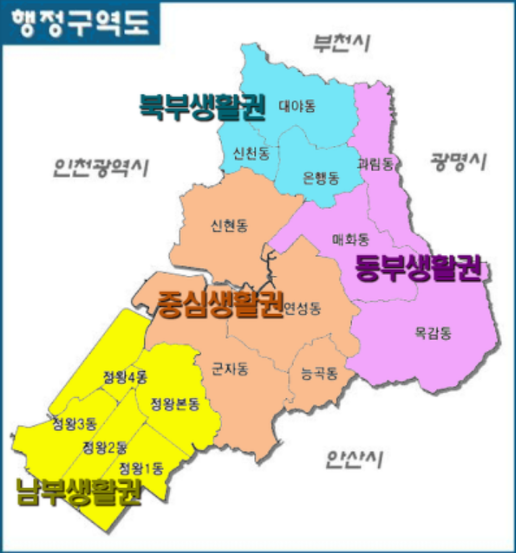 행정구역도
부천시
북부생활권
대야동
인천광역시
신천동
은행동
과림동
광명시
신현동
매화동
동부생활권
중심생활권
연성동
목감동
군자동
능곡동
정왕4동
정왕본동
정왕3동
정왕2동
정왕1동
안산시
남부생활권